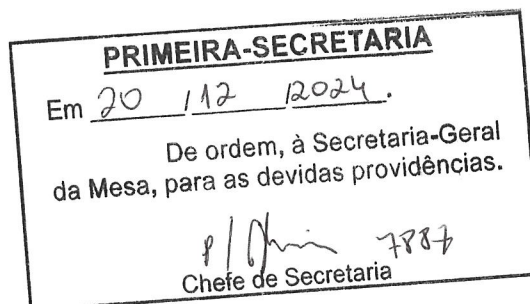 PRIMEIRA-SECRETARIA
Em 20 / 12 / 2024.
De ordem, à Secretaria-Geral
da Mesa, para as devidas providências.
P/ 7887
Chefe de Secretaria